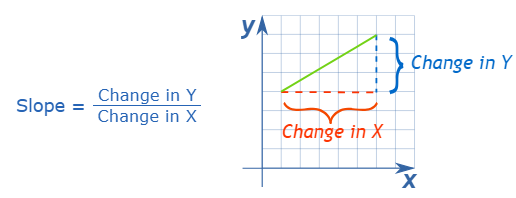 y
Change in Y
Slope = Change in Y
Change in X
Change in X
x